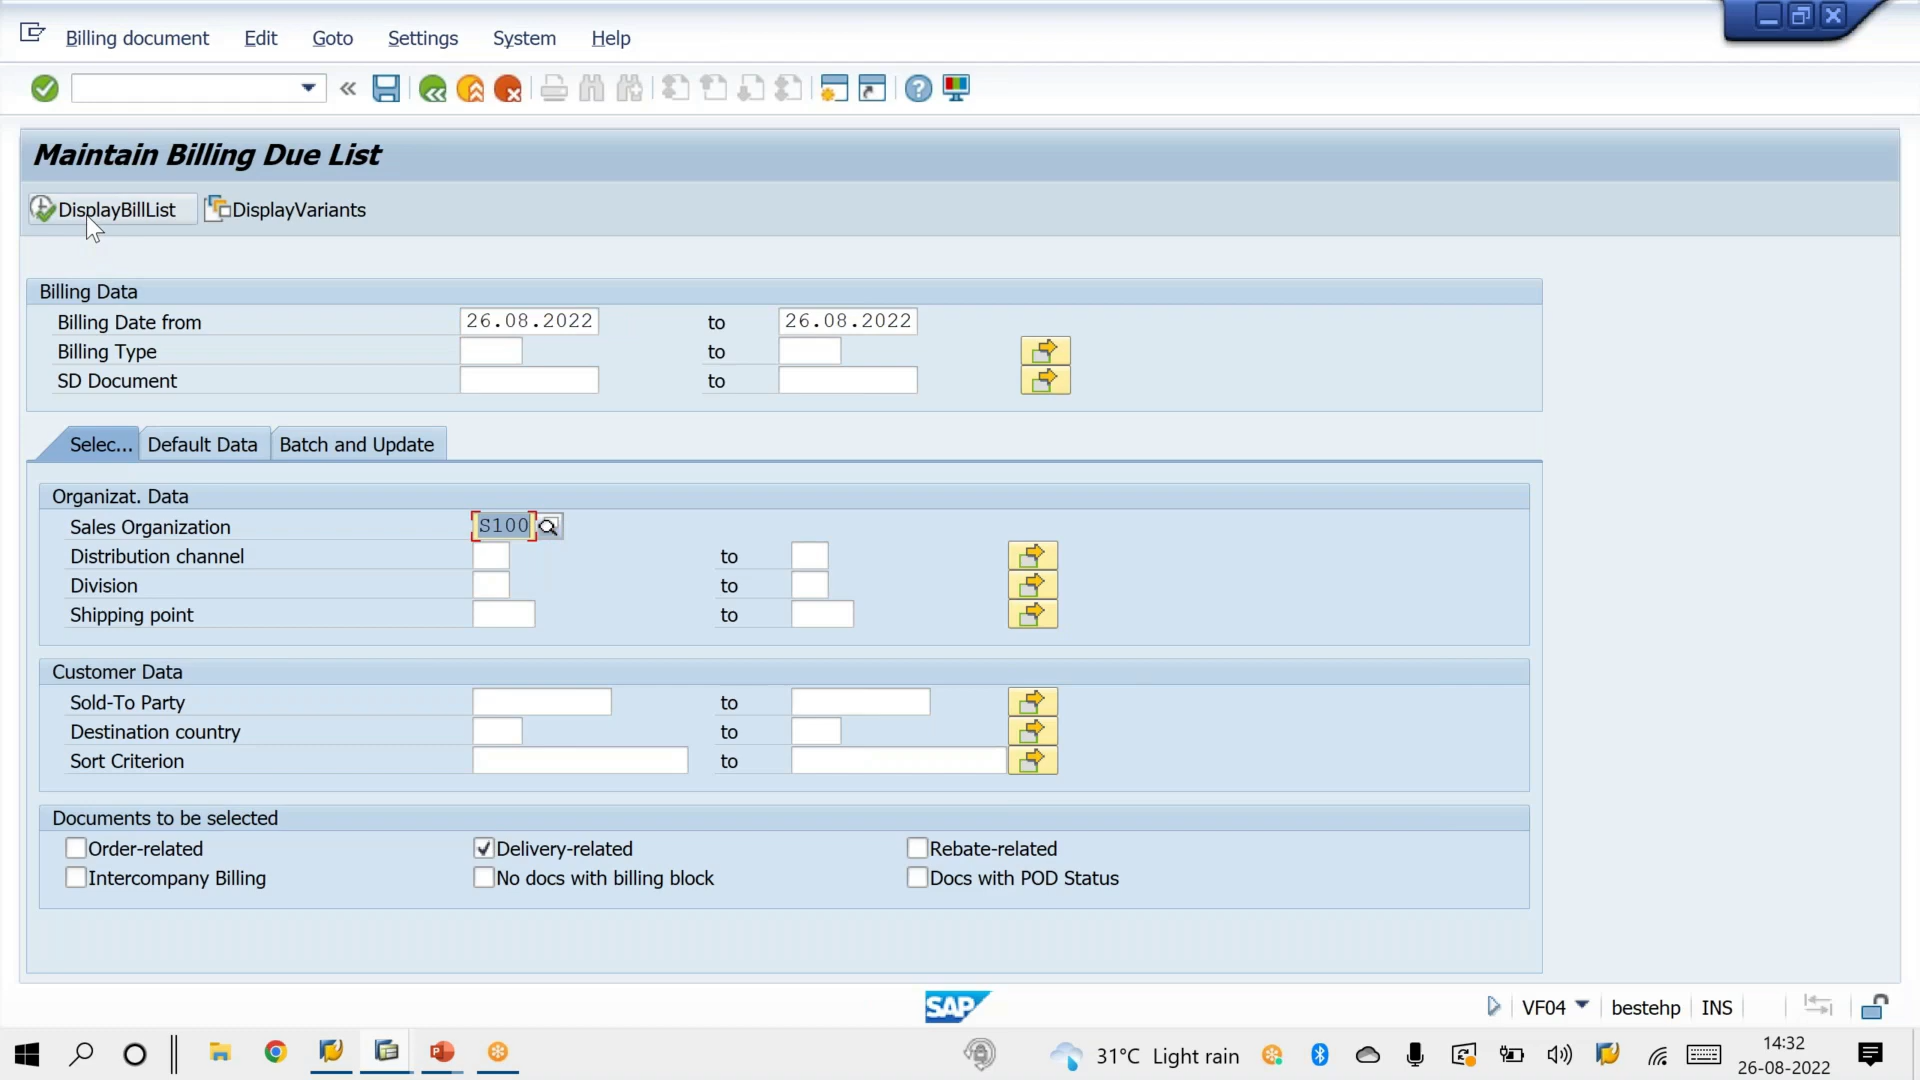 Billing document Edit Goto Settings System Help
Maintain Billing Due List
DisplayBillList DisplayVariants
Billing Data
Billing Date from 26.08.2022 to 26.08.2022
Billing Type to
SD Document to
Selec... Default Data Batch and Update
Organizat. Data
Sales Organization S100
Distribution channel to
Division to
Shipping point to
Customer Data
Sold-To Party to
Destination country to
Sort Criterion to
Documents to be selected
Order-related Delivery-related Rebate-related
Intercompany Billing No docs with billing block Docs with POD Status
SAP VF04 bestehp INS
31°C Light rain 14:32
26-08-2022